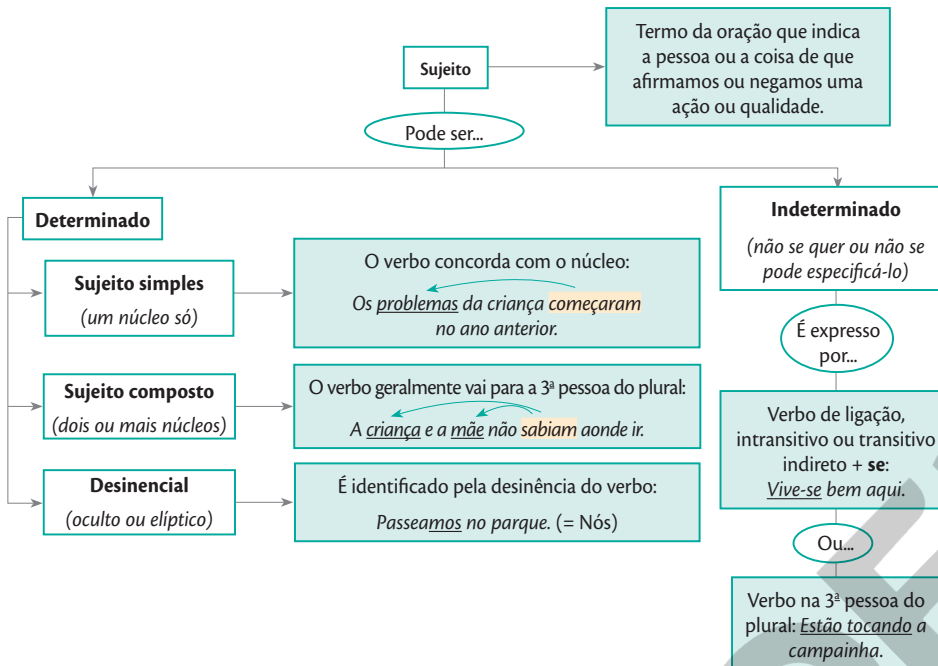 Sujeito
Termo da oração que indica
a pessoa ou a coisa de que
afirmamos ou negamos uma
ação ou qualidade.
Pode ser...
Determinado
Sujeito simples
(um núcleo só)
O verbo concorda com o núcleo:
Os problemas da criança começaram
no ano anterior.
Sujeito composto
(dois ou mais núcleos)
O verbo geralmente vai para a 3ª pessoa do plural:
A criança e a mãe não sabiam aonde ir.
Desinencial
(oculto ou elíptico)
É identificado pela desinência do verbo:
Passeamos no parque. (= Nós)
Indeterminado
(não se quer ou não se
pode especificá-lo)
É expresso
por...
Verbo de ligação,
intransitivo ou transitivo
indireto + se:
Vive-se bem aqui.
Ou...
Verbo na 3ª pessoa do
plural: Estão tocando a
campainha.